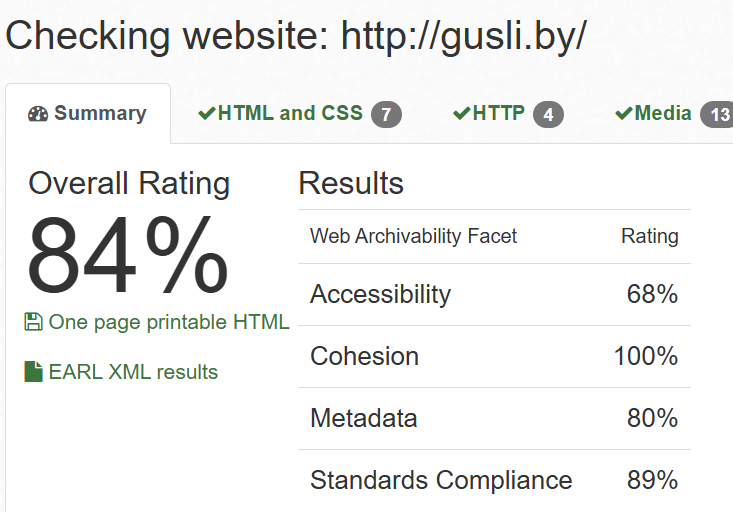 Checking website: http://gusli.by/
Summary HTML and CSS 7 HTTP 4 Media 13
Overall Rating
84%
One page printable HTML
EARL XML results
Results
Web Archivability Facet Rating
Accessibility 68%
Cohesion 100%
Metadata 80%
Standards Compliance 89%